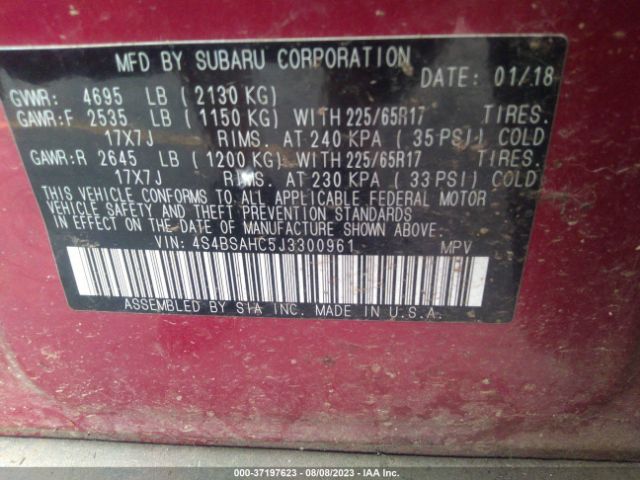 MFD BY SUBARU CORPORATION
DATE: 01/18
GVWR: 4695 LB (2130 KG)
GAWR:F 2535 LB (1150 KG) WITH 225/65R17 TIRES.
17X7J RIMS. AT 240 KPA (35 PSI) COLD
GAWR:R 2645 LB (1200 KG) WITH 225/65R17 TIRES.
17X7J RIMS. AT 230 KPA (33 PSI) COLD
THIS VEHICLE CONFORMS TO ALL APPLICABLE FEDERAL MOTOR
VEHICLE SAFETY AND THEFT PREVENTION STANDARDS IN
EFFECT ON THE DATE OF MANUFACTURE SHOWN ABOVE.
VIN: 4S4BSAHC5J3300961 MPV
ASSEMBLED BY SIA INC. MADE IN U.S.A.
000-37197623 - 08/08/2023 - IAAI.com